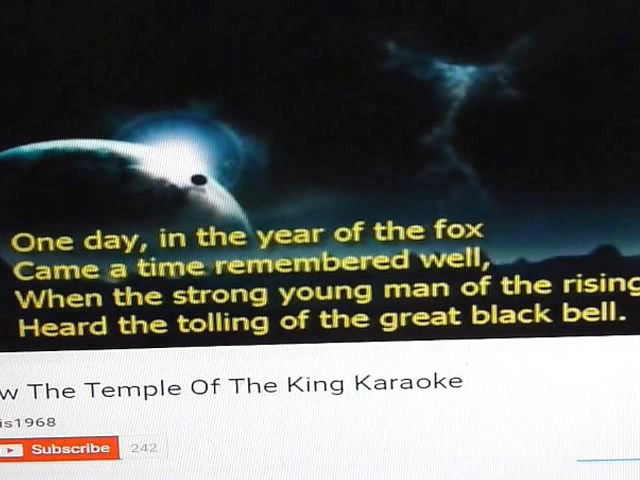 One day, in the year of the fox
Came a time remembered well,
When the strong young man of the rising
Heard the tolling of the great black bell.
w The Temple Of The King Karaoke
is1968
Subscribe 242